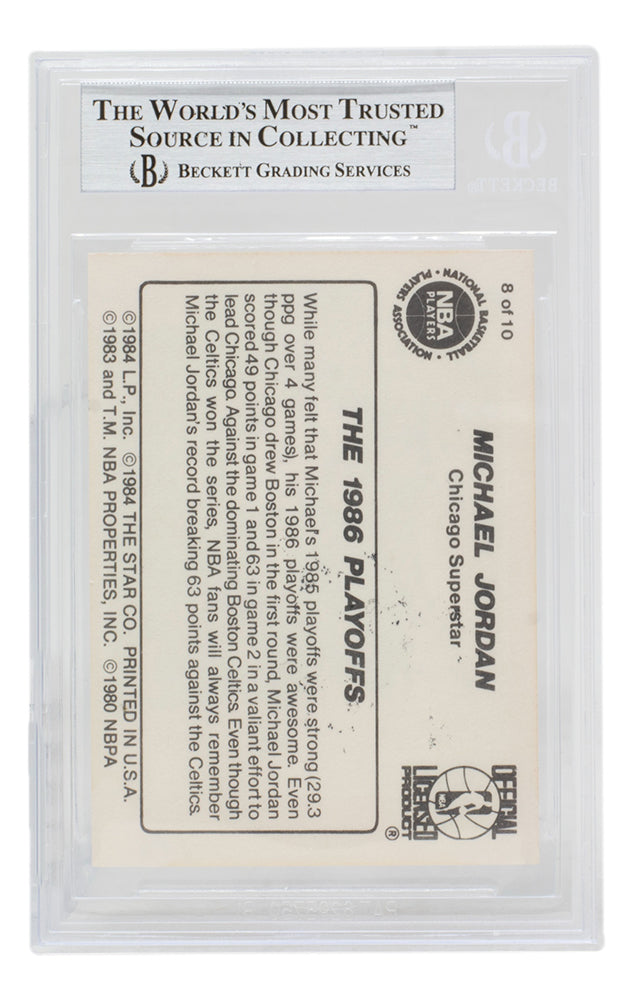 THE WORLD'S MOST TRUSTED
SOURCE IN COLLECTING™
B BECKETT GRADING SERVICES
B
BECKETT
8 of 10
MICHAEL JORDAN
Chicago Superstar
NATIONAL BASKETBALL
NBA
PLAYERS
PLAYERS ASSOCIATION
OFFICIAL
NBA
LICENSED
PRODUCT
®
THE 1986 PLAYOFFS
While many felt that Michael's 1985 playoffs were strong (29.3
ppg over 4 games), his 1986 playoffs were awesome. Even
though Chicago drew Boston in the first round, Michael Jordan
scored 49 points in game 1 and 63 in game 2 in a valiant effort to
lead Chicago. Against the dominating Boston Celtics. Even though
the Celtics won the series, NBA fans will always remember
Michael Jordan's record breaking 63 points against the Celtics.
©1984 L.P., Inc. ©1984 THE STAR CO. PRINTED IN U.S.A.
©1983 and T.M. NBA PROPERTIES, INC. ©1980 NBPA